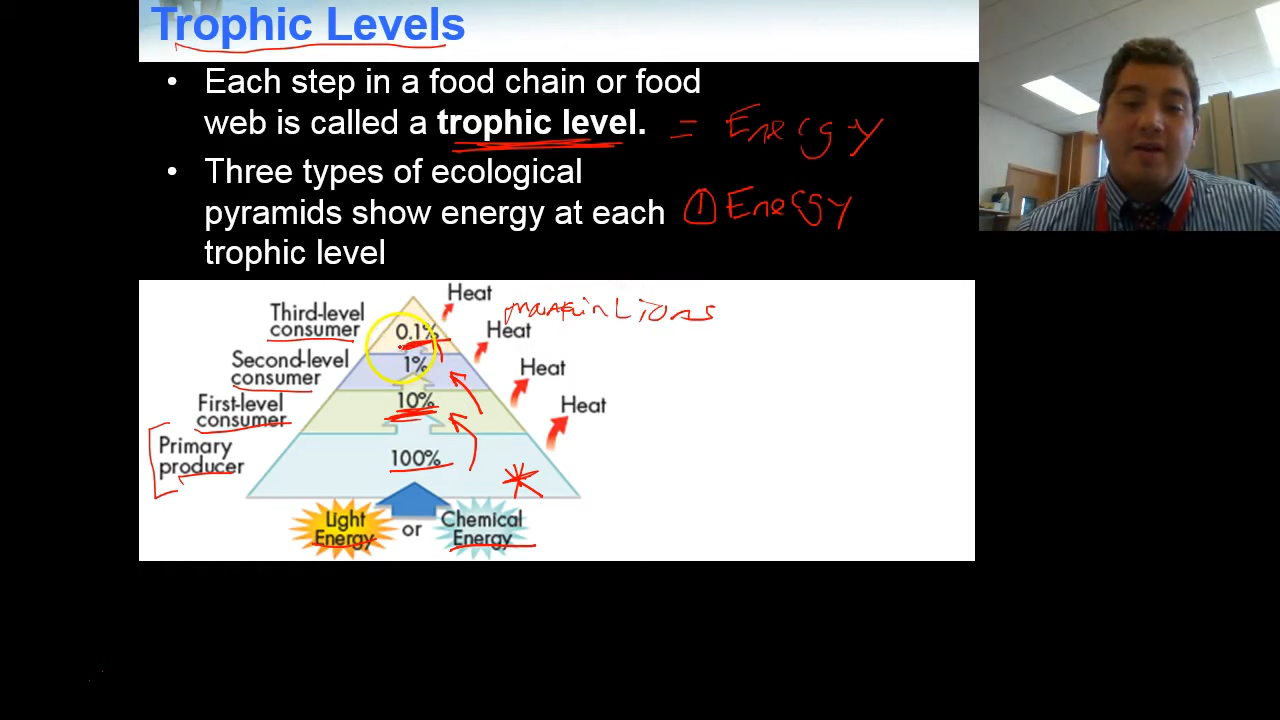 Trophic Levels
• Each step in a food chain or food
web is called a trophic level. = Energy
• Three types of ecological
pyramids show energy at each ① Energy
trophic level
Heat
Third-level
consumer
0.1%
Heat
Second-level
consumer
1%
Heat
First-level
consumer
10%
Heat
Primary
producer
100%
Light
Energy
or
Chemical
Energy